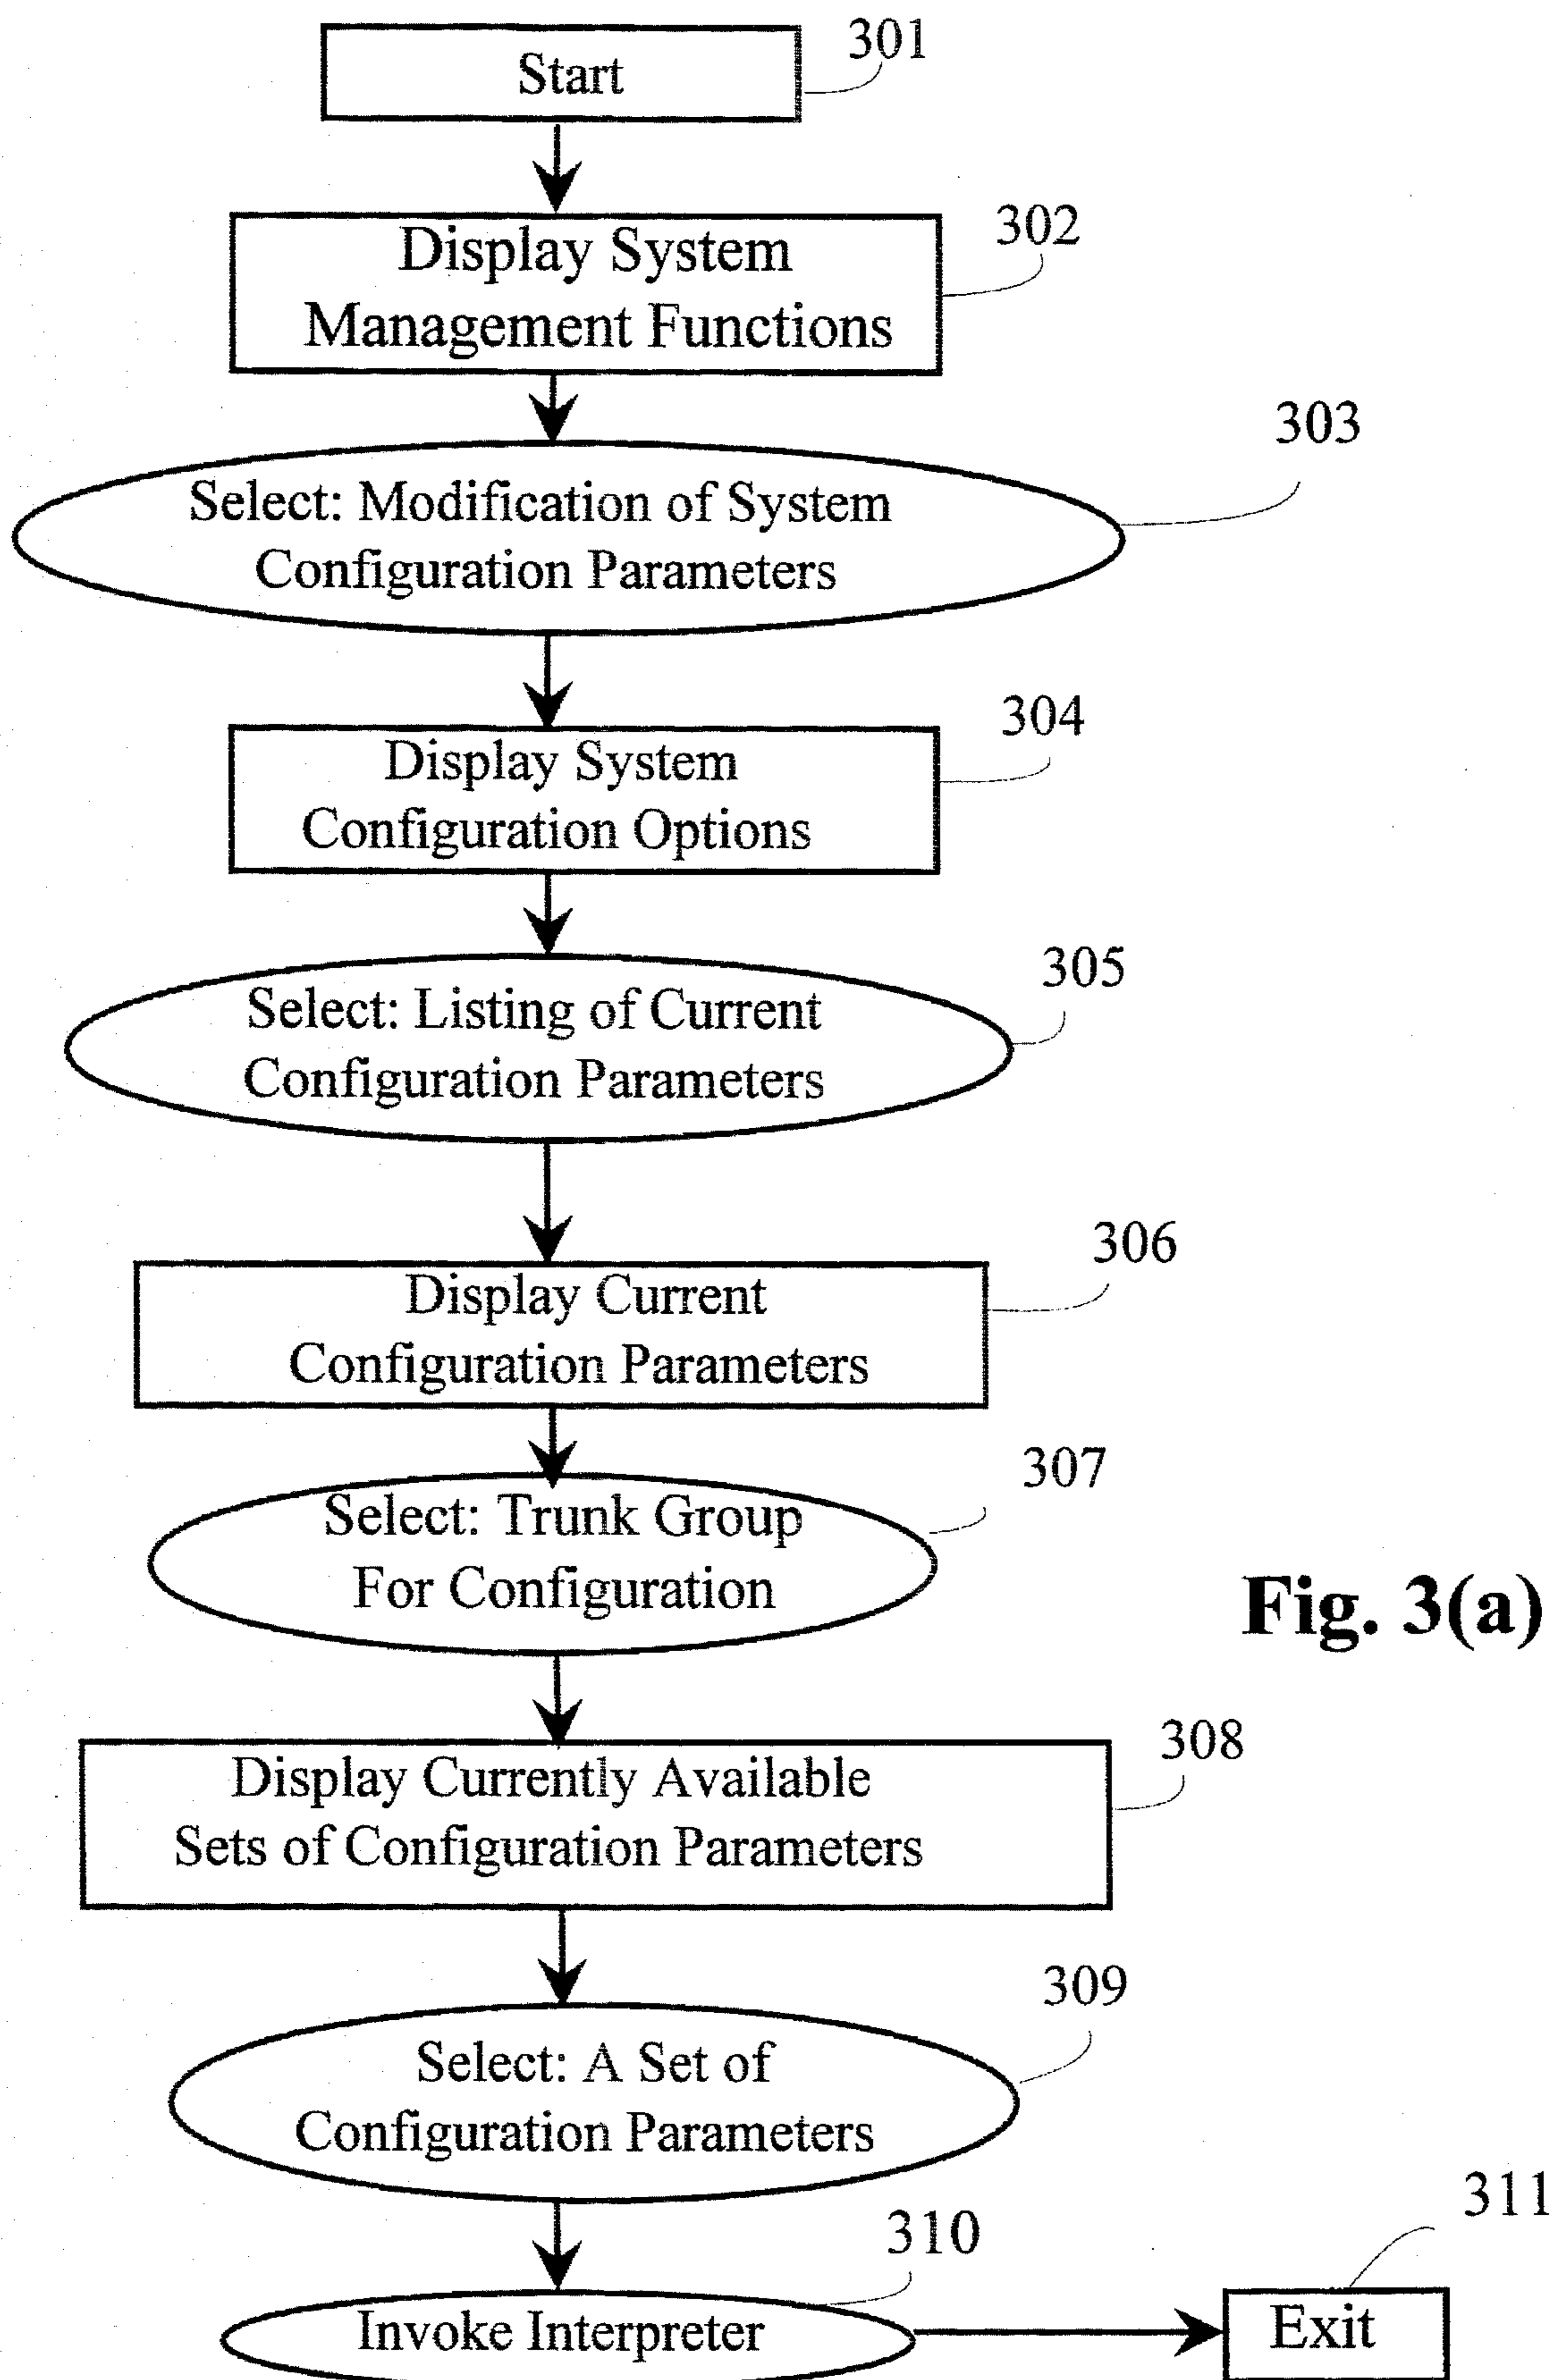 Start
301
Display System
Management Functions
302
303
Select: Modification of System
Configuration Parameters
304
Display System
Configuration Options
305
Select: Listing of Current
Configuration Parameters
306
Display Current
Configuration Parameters
307
Select: Trunk Group
For Configuration
Fig. 3(a)
308
Display Currently Available
Sets of Configuration Parameters
309
Select: A Set of
Configuration Parameters
310
311
Invoke Interpreter
Exit